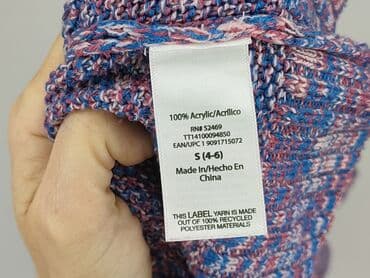 100% Acrylic/Acrílico
RN# 52469
TT14100094850
EAN/UPC 1 9091715072
S (4-6)
Made In/Hecho En
China
THIS LABEL YARN IS MADE
OUT OF 100% RECYCLED
POLYESTER MATERIALS